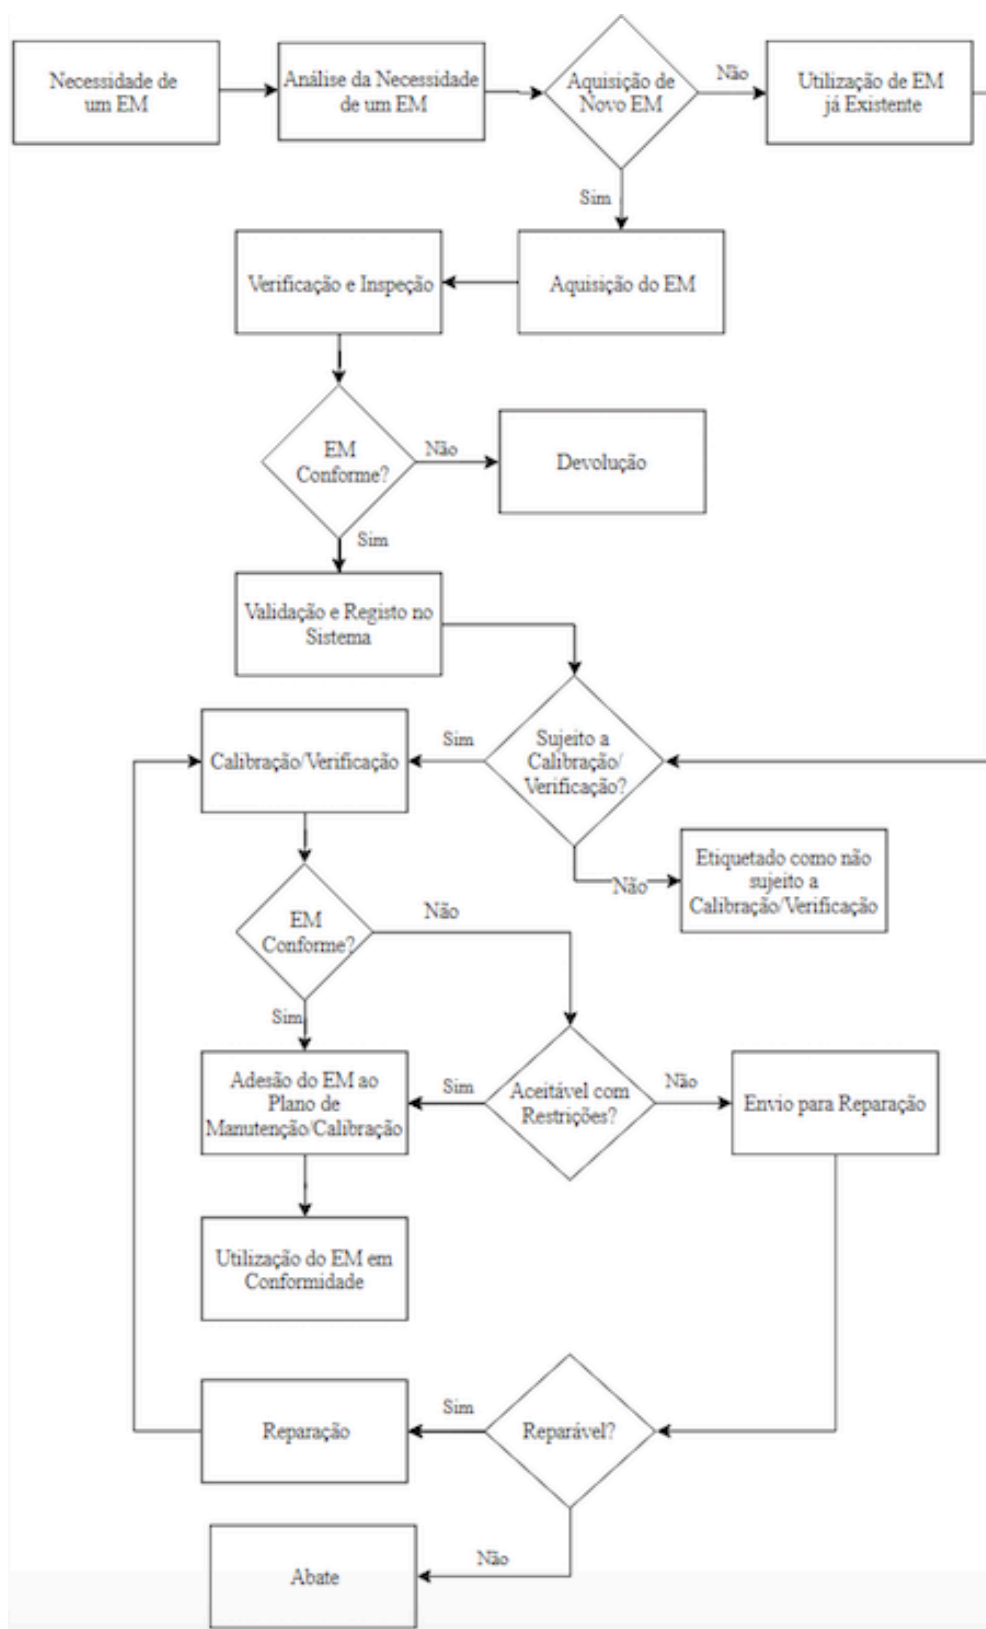 Necessidade de
um EM
Análise da Necessidade
de um EM
Aquisição de
Novo EM
Não
Utilização de EM
já Existente
Sim
Verificação e Inspeção
Aquisição do EM
EM
Conforme?
Não
Devolução
Sim
Validação e Registo no
Sistema
Calibração/Verificação
Sim
Sujeito a
Calibração/
Verificação?
Não
Etiquetado como não
sujeito a
Calibração/Verificação
EM
Conforme?
Não
Sim
Adesão do EM ao
Plano de
Manutenção/Calibração
Sim
Aceitável com
Restrições?
Não
Envio para Reparação
Utilização do EM em
Conformidade
Reparação
Sim
Reparável?
Não
Abate